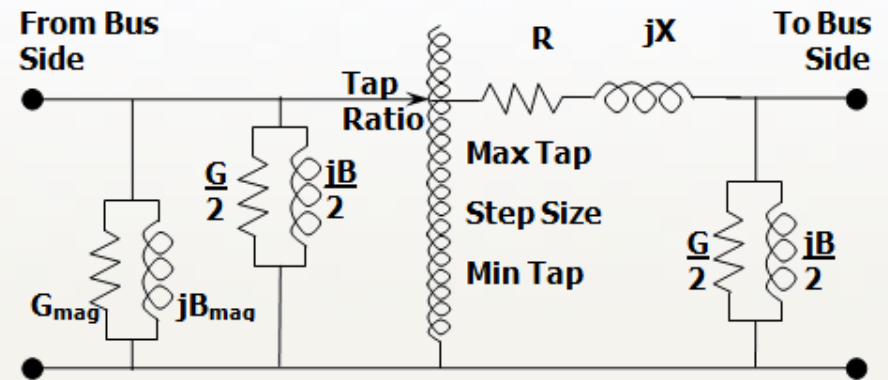 From Bus
Side
To Bus
Side
R
jX
Tap
Ratio
G
2
jB
2
Max Tap
Step Size
Min Tap
G
2
jB
2
Gmag
jBmag